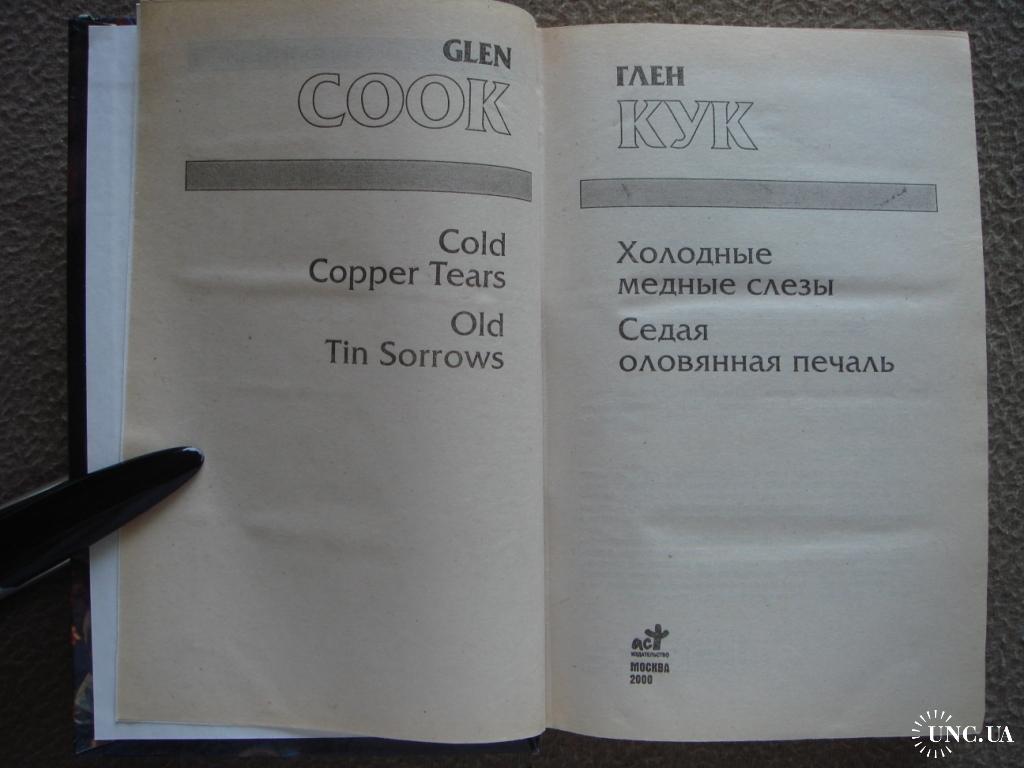 GLEN
COOK
Cold
Copper Tears
Old
Tin Sorrows
ГЛЕН
КУК
Холодные
медные слезы
Седая
оловянная печаль
аст
ИЗДАТЕЛЬСТВО
МОСКВА
2000
UNC.UA